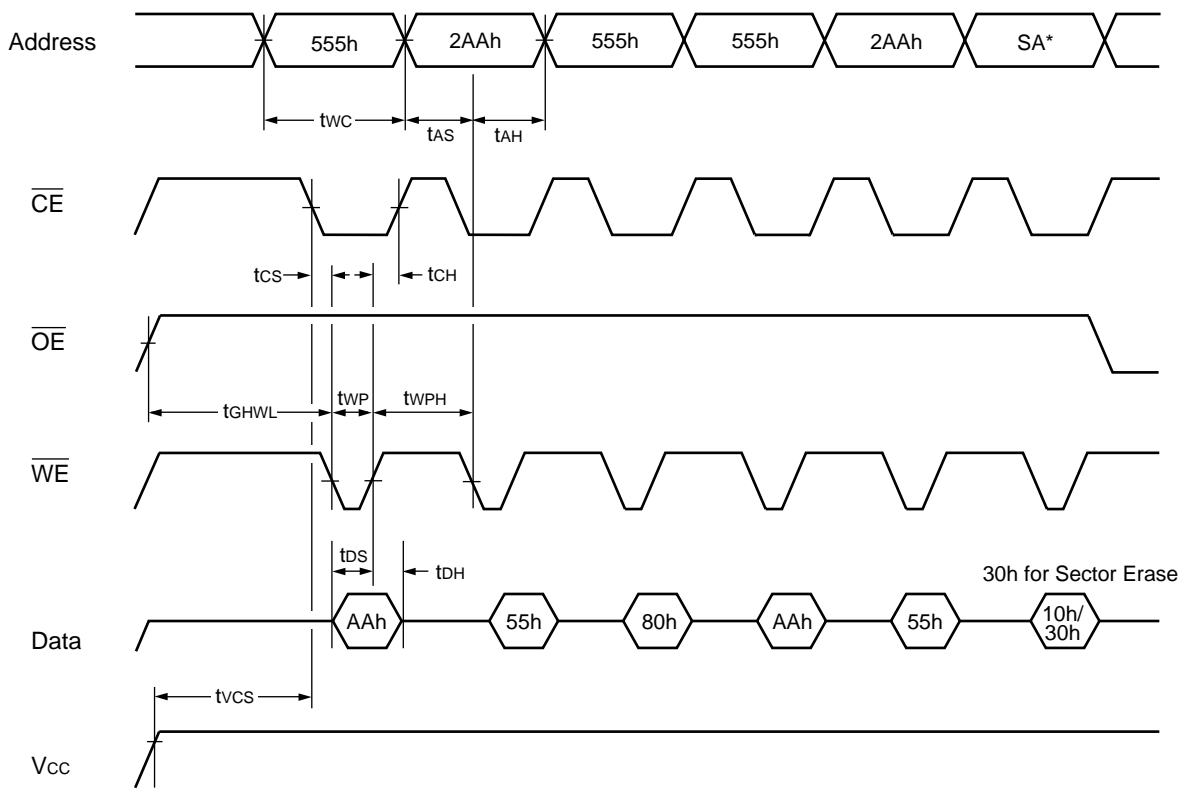 Address 555h 2AAh 555h 555h 2AAh SA*
tWC tAS tAH
CE
tCS tCH
OE
tGHWL tWP tWPH
WE
tDS tDH
30h for Sector Erase
Data AAh 55h 80h AAh 55h 10h/
30h
tVCS
VCC